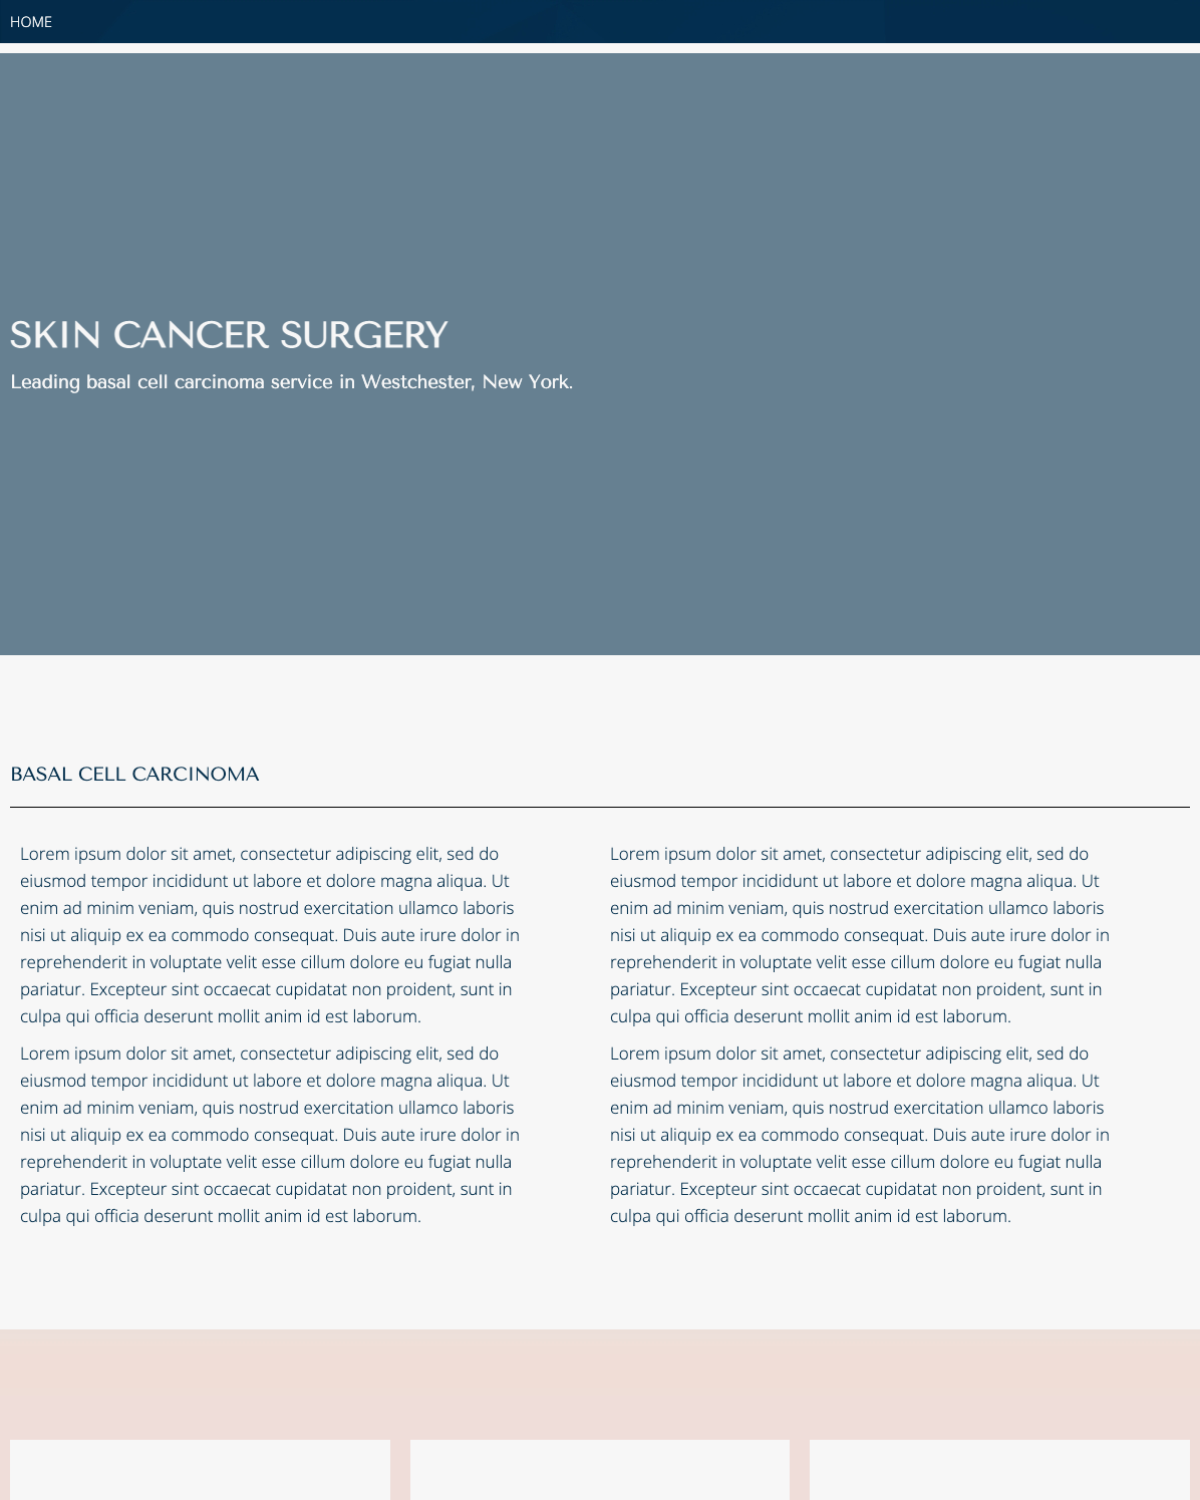 HOME
SKIN CANCER SURGERY
Leading basal cell carcinoma service in Westchester, New York.
BASAL CELL CARCINOMA
Lorem ipsum dolor sit amet, consectetur adipiscing elit, sed do
eiusmod tempor incididunt ut labore et dolore magna aliqua. Ut
enim ad minim veniam, quis nostrud exercitation ullamco laboris
nisi ut aliquip ex ea commodo consequat. Duis aute irure dolor in
reprehenderit in voluptate velit esse cillum dolore eu fugiat nulla
pariatur. Excepteur sint occaecat cupidatat non proident, sunt in
culpa qui officia deserunt mollit anim id est laborum.
Lorem ipsum dolor sit amet, consectetur adipiscing elit, sed do
eiusmod tempor incididunt ut labore et dolore magna aliqua. Ut
enim ad minim veniam, quis nostrud exercitation ullamco laboris
nisi ut aliquip ex ea commodo consequat. Duis aute irure dolor in
reprehenderit in voluptate velit esse cillum dolore eu fugiat nulla
pariatur. Excepteur sint occaecat cupidatat non proident, sunt in
culpa qui officia deserunt mollit anim id est laborum.
Lorem ipsum dolor sit amet, consectetur adipiscing elit, sed do
eiusmod tempor incididunt ut labore et dolore magna aliqua. Ut
enim ad minim veniam, quis nostrud exercitation ullamco laboris
nisi ut aliquip ex ea commodo consequat. Duis aute irure dolor in
reprehenderit in voluptate velit esse cillum dolore eu fugiat nulla
pariatur. Excepteur sint occaecat cupidatat non proident, sunt in
culpa qui officia deserunt mollit anim id est laborum.
Lorem ipsum dolor sit amet, consectetur adipiscing elit, sed do
eiusmod tempor incididunt ut labore et dolore magna aliqua. Ut
enim ad minim veniam, quis nostrud exercitation ullamco laboris
nisi ut aliquip ex ea commodo consequat. Duis aute irure dolor in
reprehenderit in voluptate velit esse cillum dolore eu fugiat nulla
pariatur. Excepteur sint occaecat cupidatat non proident, sunt in
culpa qui officia deserunt mollit anim id est laborum.